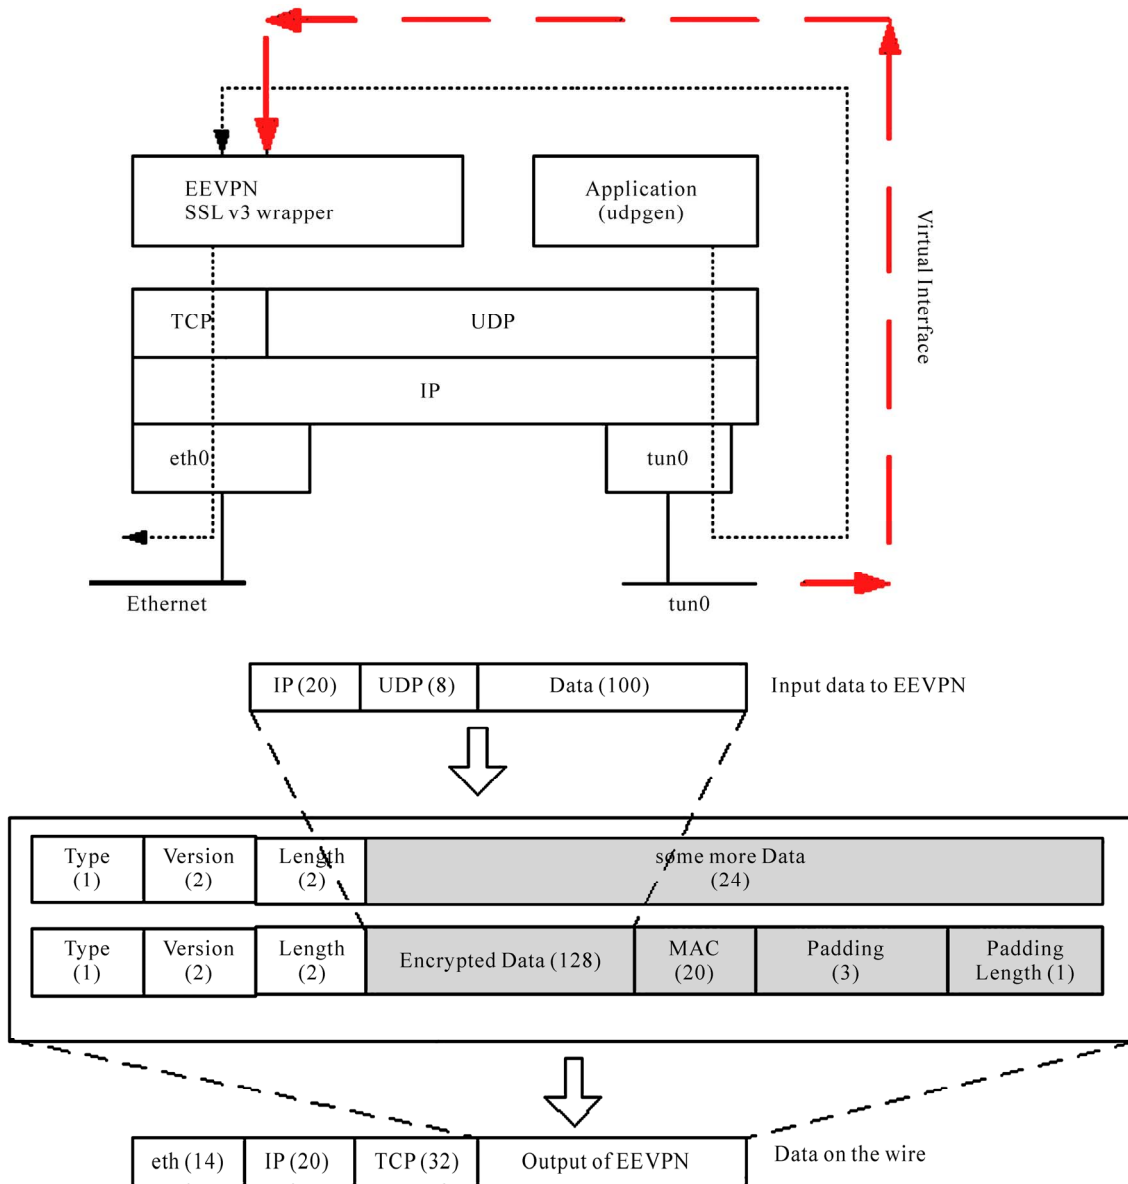 EEVPN
SSL v3 wrapper
Application
(udpgen)
Virtual Interface
TCP
UDP
IP
eth0
tun0
Ethernet
tun0
IP (20)
UDP (8)
Data (100)
Input data to EEVPN
Type
(1)
Version
(2)
Length
(2)
some more Data
(24)
Type
(1)
Version
(2)
Length
(2)
Encrypted Data (128)
MAC
(20)
Padding
(3)
Padding
Length (1)
eth (14)
IP (20)
TCP (32)
Output of EEVPN
Data on the wire